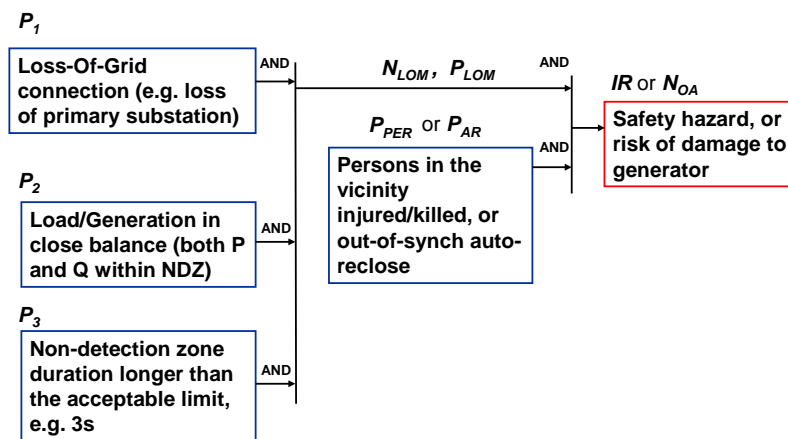 P1
Loss-Of-Grid
connection (e.g. loss
of primary substation)
AND
P2
Load/Generation in
close balance (both P
and Q within NDZ)
AND
P3
Non-detection zone
duration longer than
the acceptable limit,
e.g. 3s
AND
NLOM, PLOM
AND
PPER or PAR
Persons in the
vicinity
injured/killed, or
out-of-synch auto-
reclose
AND
IR or NOA
Safety hazard, or
risk of damage to
generator